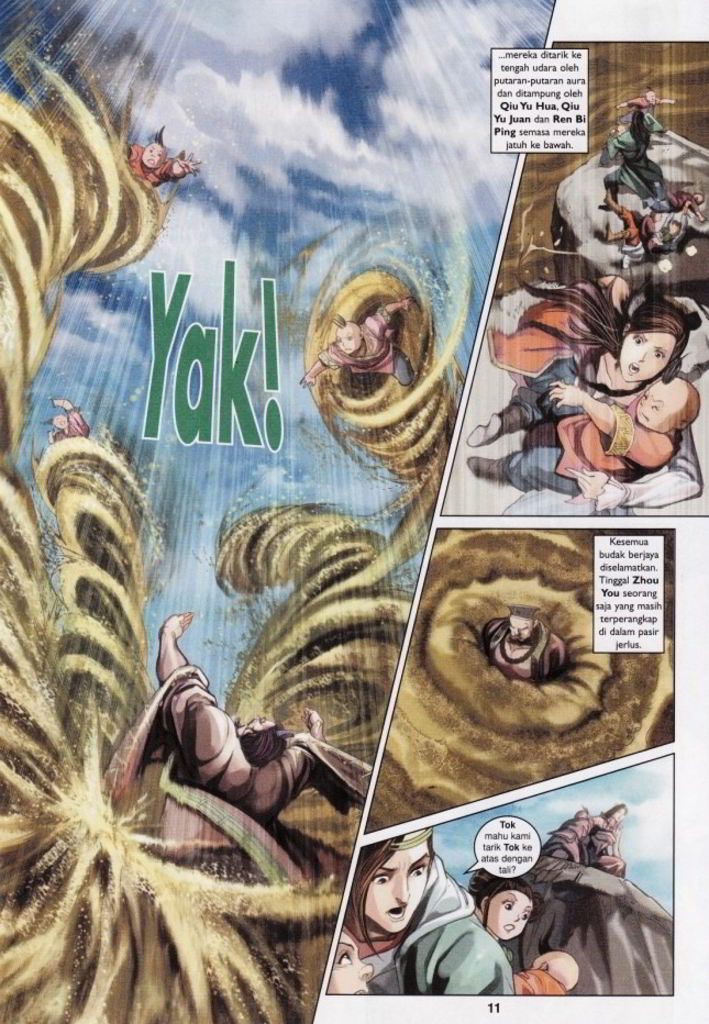 Yak!
...mereka ditarik ke
tengah udara oleh
putaran-putaran aura
dan ditampung oleh
Qiu Yu Hua, Qiu
Yu Juan dan Ren Bi
Ping semasa mereka
jatuh ke bawah.
Kesemua
budak berjaya
diselamatkan.
Tinggal Zhou
You seorang
saja yang masih
terperangkap
di dalam pasir
jerlus.
Tok
mahu kami
tarik Tok ke
atas dengan
tali?
11